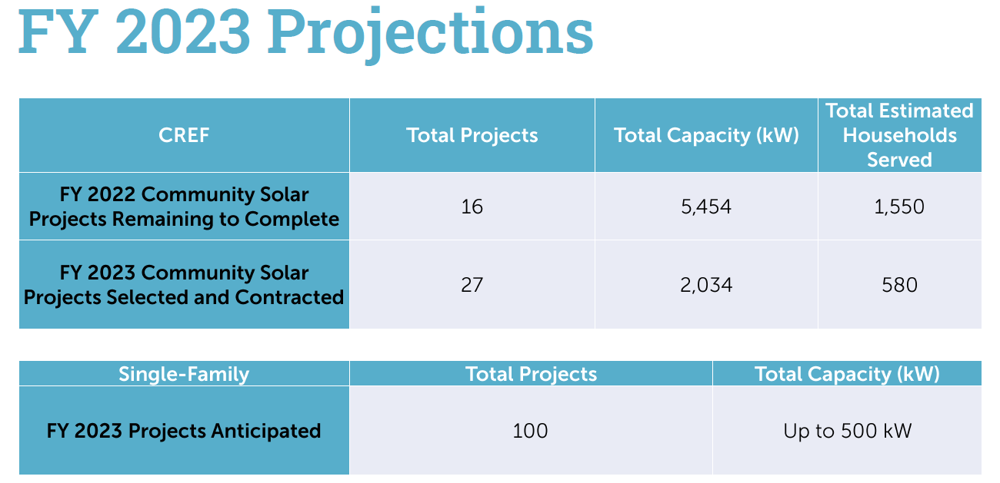 FY 2023 Projections
CREF
Total Projects
Total Capacity (kW)
Total Estimated
Households
Served
FY 2022 Community Solar
Projects Remaining to Complete
16
5,454
1,550
FY 2023 Community Solar
Projects Selected and Contracted
27
2,034
580
Single-Family
Total Projects
Total Capacity (kW)
FY 2023 Projects Anticipated
100
Up to 500 kW